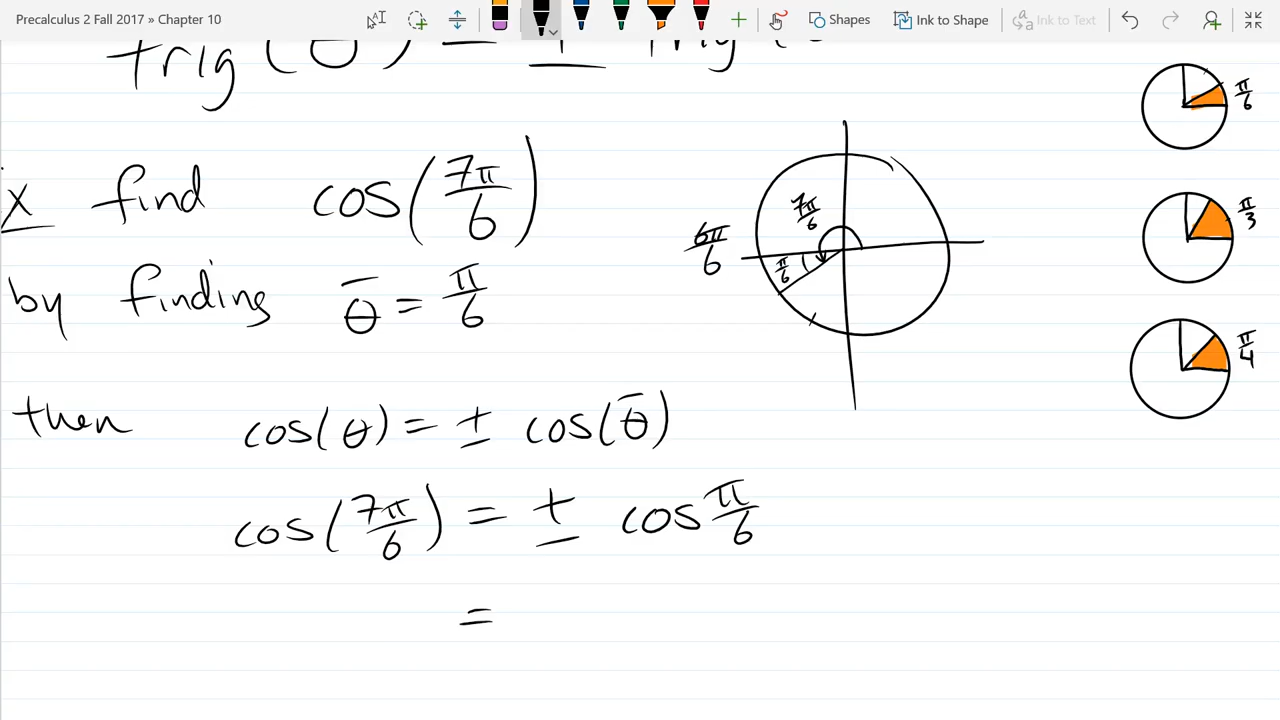 Precalculus 2 Fall 2017 » Chapter 10
Shapes
Ink to Shape
Ink to Text
trig(θ) = ± trig(
x find cos(7π/6)
by finding θ̅ = π/6
then cos(θ) = ± cos(θ̅)
cos(7π/6) = ± cos π/6
=
7π/6
6π/6
π/6
π/6
π/3
π/4